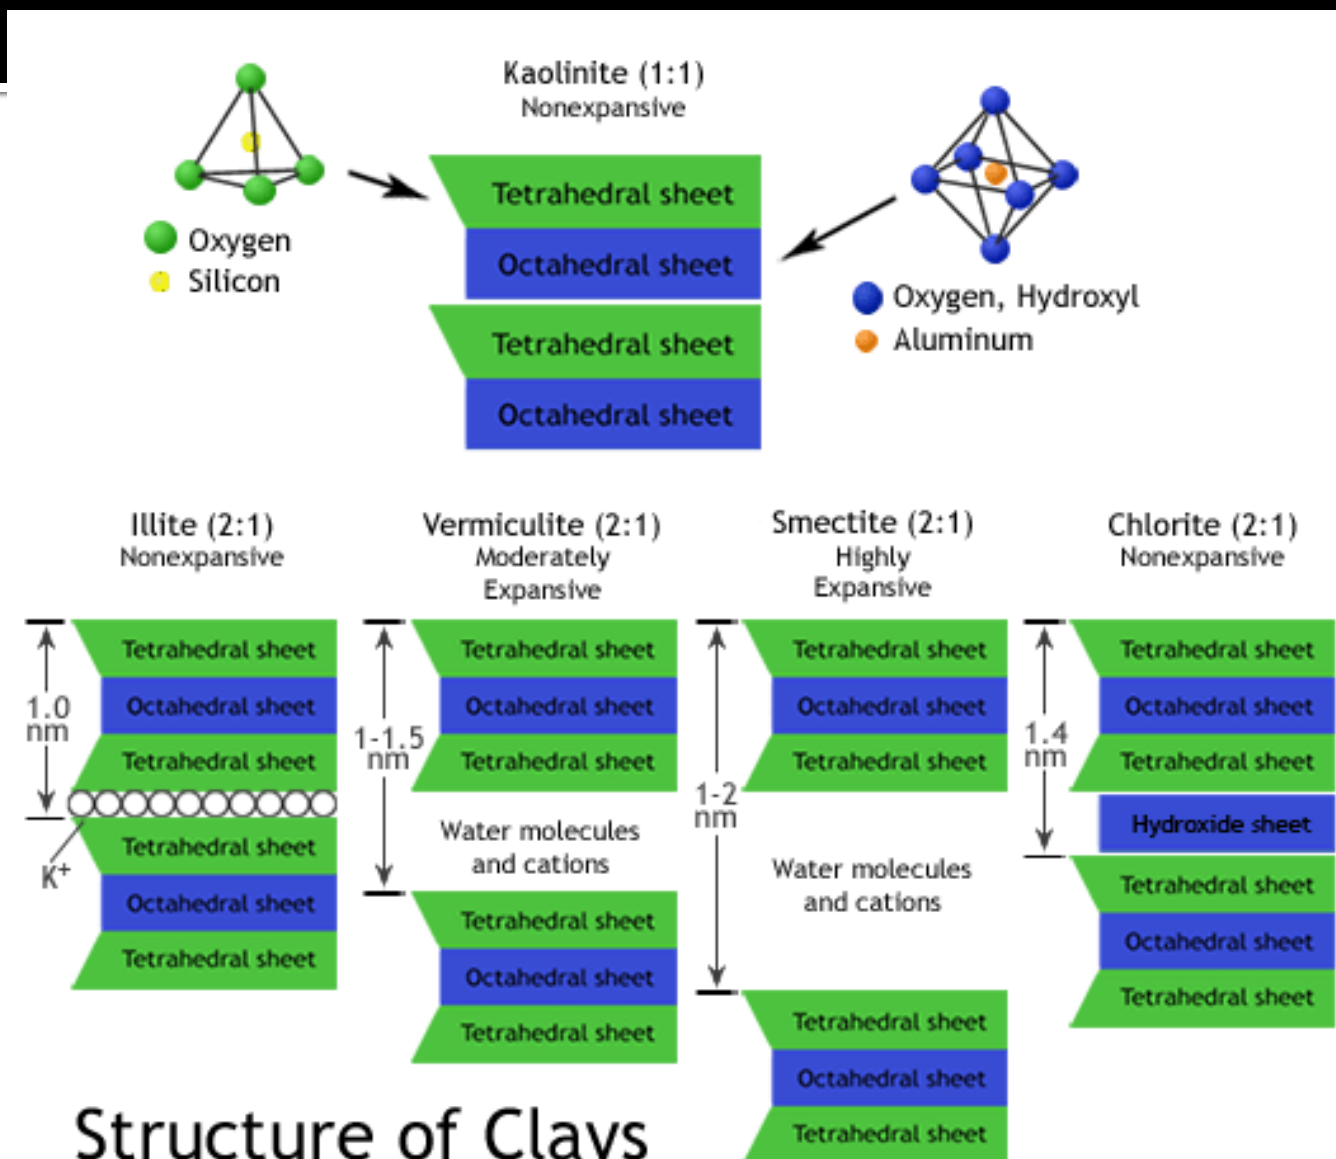 Kaolinite (1:1)
Nonexpansive
Tetrahedral sheet
Octahedral sheet
Tetrahedral sheet
Octahedral sheet
Oxygen
Silicon
Oxygen, Hydroxyl
Aluminum
Illite (2:1)
Nonexpansive
1.0
nm
Tetrahedral sheet
Octahedral sheet
Tetrahedral sheet
K+
Tetrahedral sheet
Octahedral sheet
Tetrahedral sheet
Vermiculite (2:1)
Moderately
Expansive
1-1.5
nm
Tetrahedral sheet
Octahedral sheet
Tetrahedral sheet
Water molecules
and cations
Tetrahedral sheet
Octahedral sheet
Tetrahedral sheet
Smectite (2:1)
Highly
Expansive
1-2
nm
Tetrahedral sheet
Octahedral sheet
Tetrahedral sheet
Water molecules
and cations
Tetrahedral sheet
Octahedral sheet
Tetrahedral sheet
Chlorite (2:1)
Nonexpansive
1.4
nm
Tetrahedral sheet
Octahedral sheet
Tetrahedral sheet
Hydroxide sheet
Tetrahedral sheet
Octahedral sheet
Tetrahedral sheet
Structure of Clays